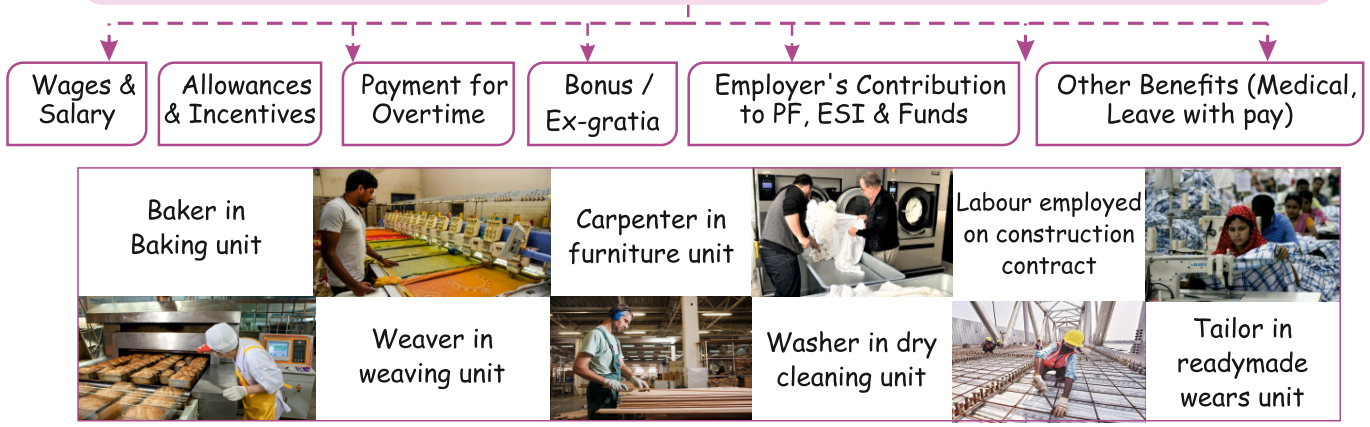 Wages &
Salary
Allowances
& Incentives
Payment for
Overtime
Bonus /
Ex-gratia
Employer's Contribution
to PF, ESI & Funds
Other Benefits (Medical,
Leave with pay)
Baker in
Baking unit
Carpenter in
furniture unit
Labour employed
on construction
contract
Weaver in
weaving unit
Washer in dry
cleaning unit
Tailor in
readymade
wears unit